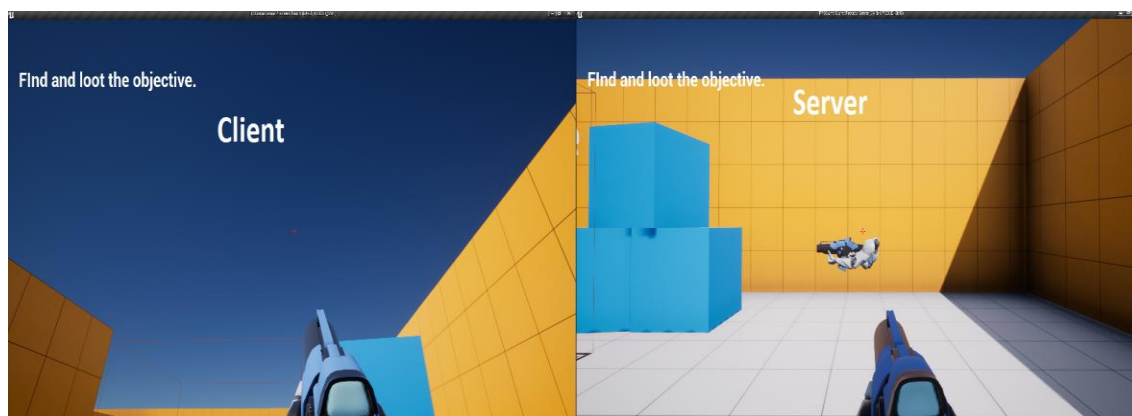 FInd and loot the objective.
Client
FInd and loot the objective.
Server